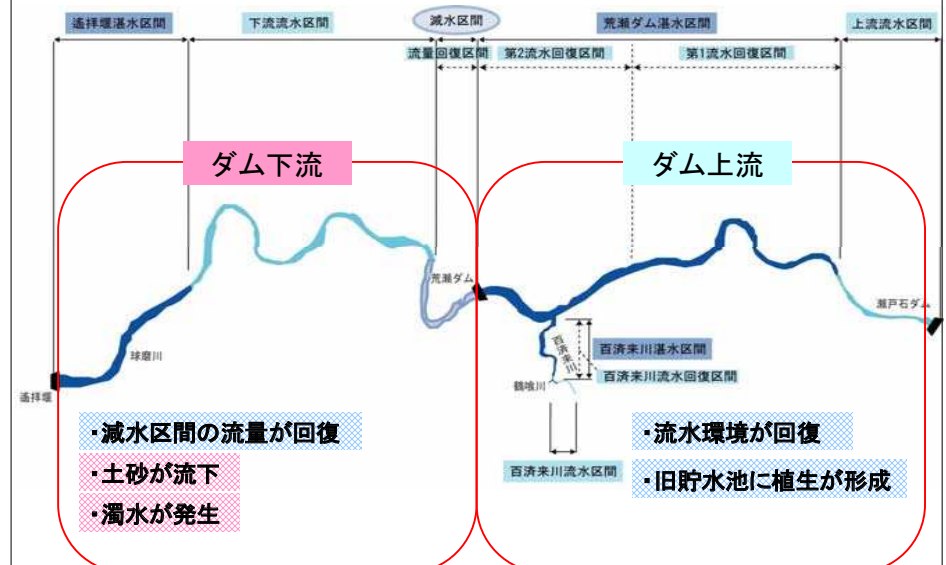 遙拝堰湛水区間
下流流水区間
減水区間
荒瀬ダム湛水区間
上流流水区間
流量回復区間
第2流水回復区間
第1流水回復区間
ダム下流
ダム上流
荒瀬ダム
瀬戸石ダム
球磨川
百済来川
百済来川湛水区間
百済来川流水回復区間
鶴喰川
遙拝堰
・減水区間の流量が回復
・土砂が流下
・濁水が発生
百済来川流水区間
・流水環境が回復
・旧貯水池に植生が形成